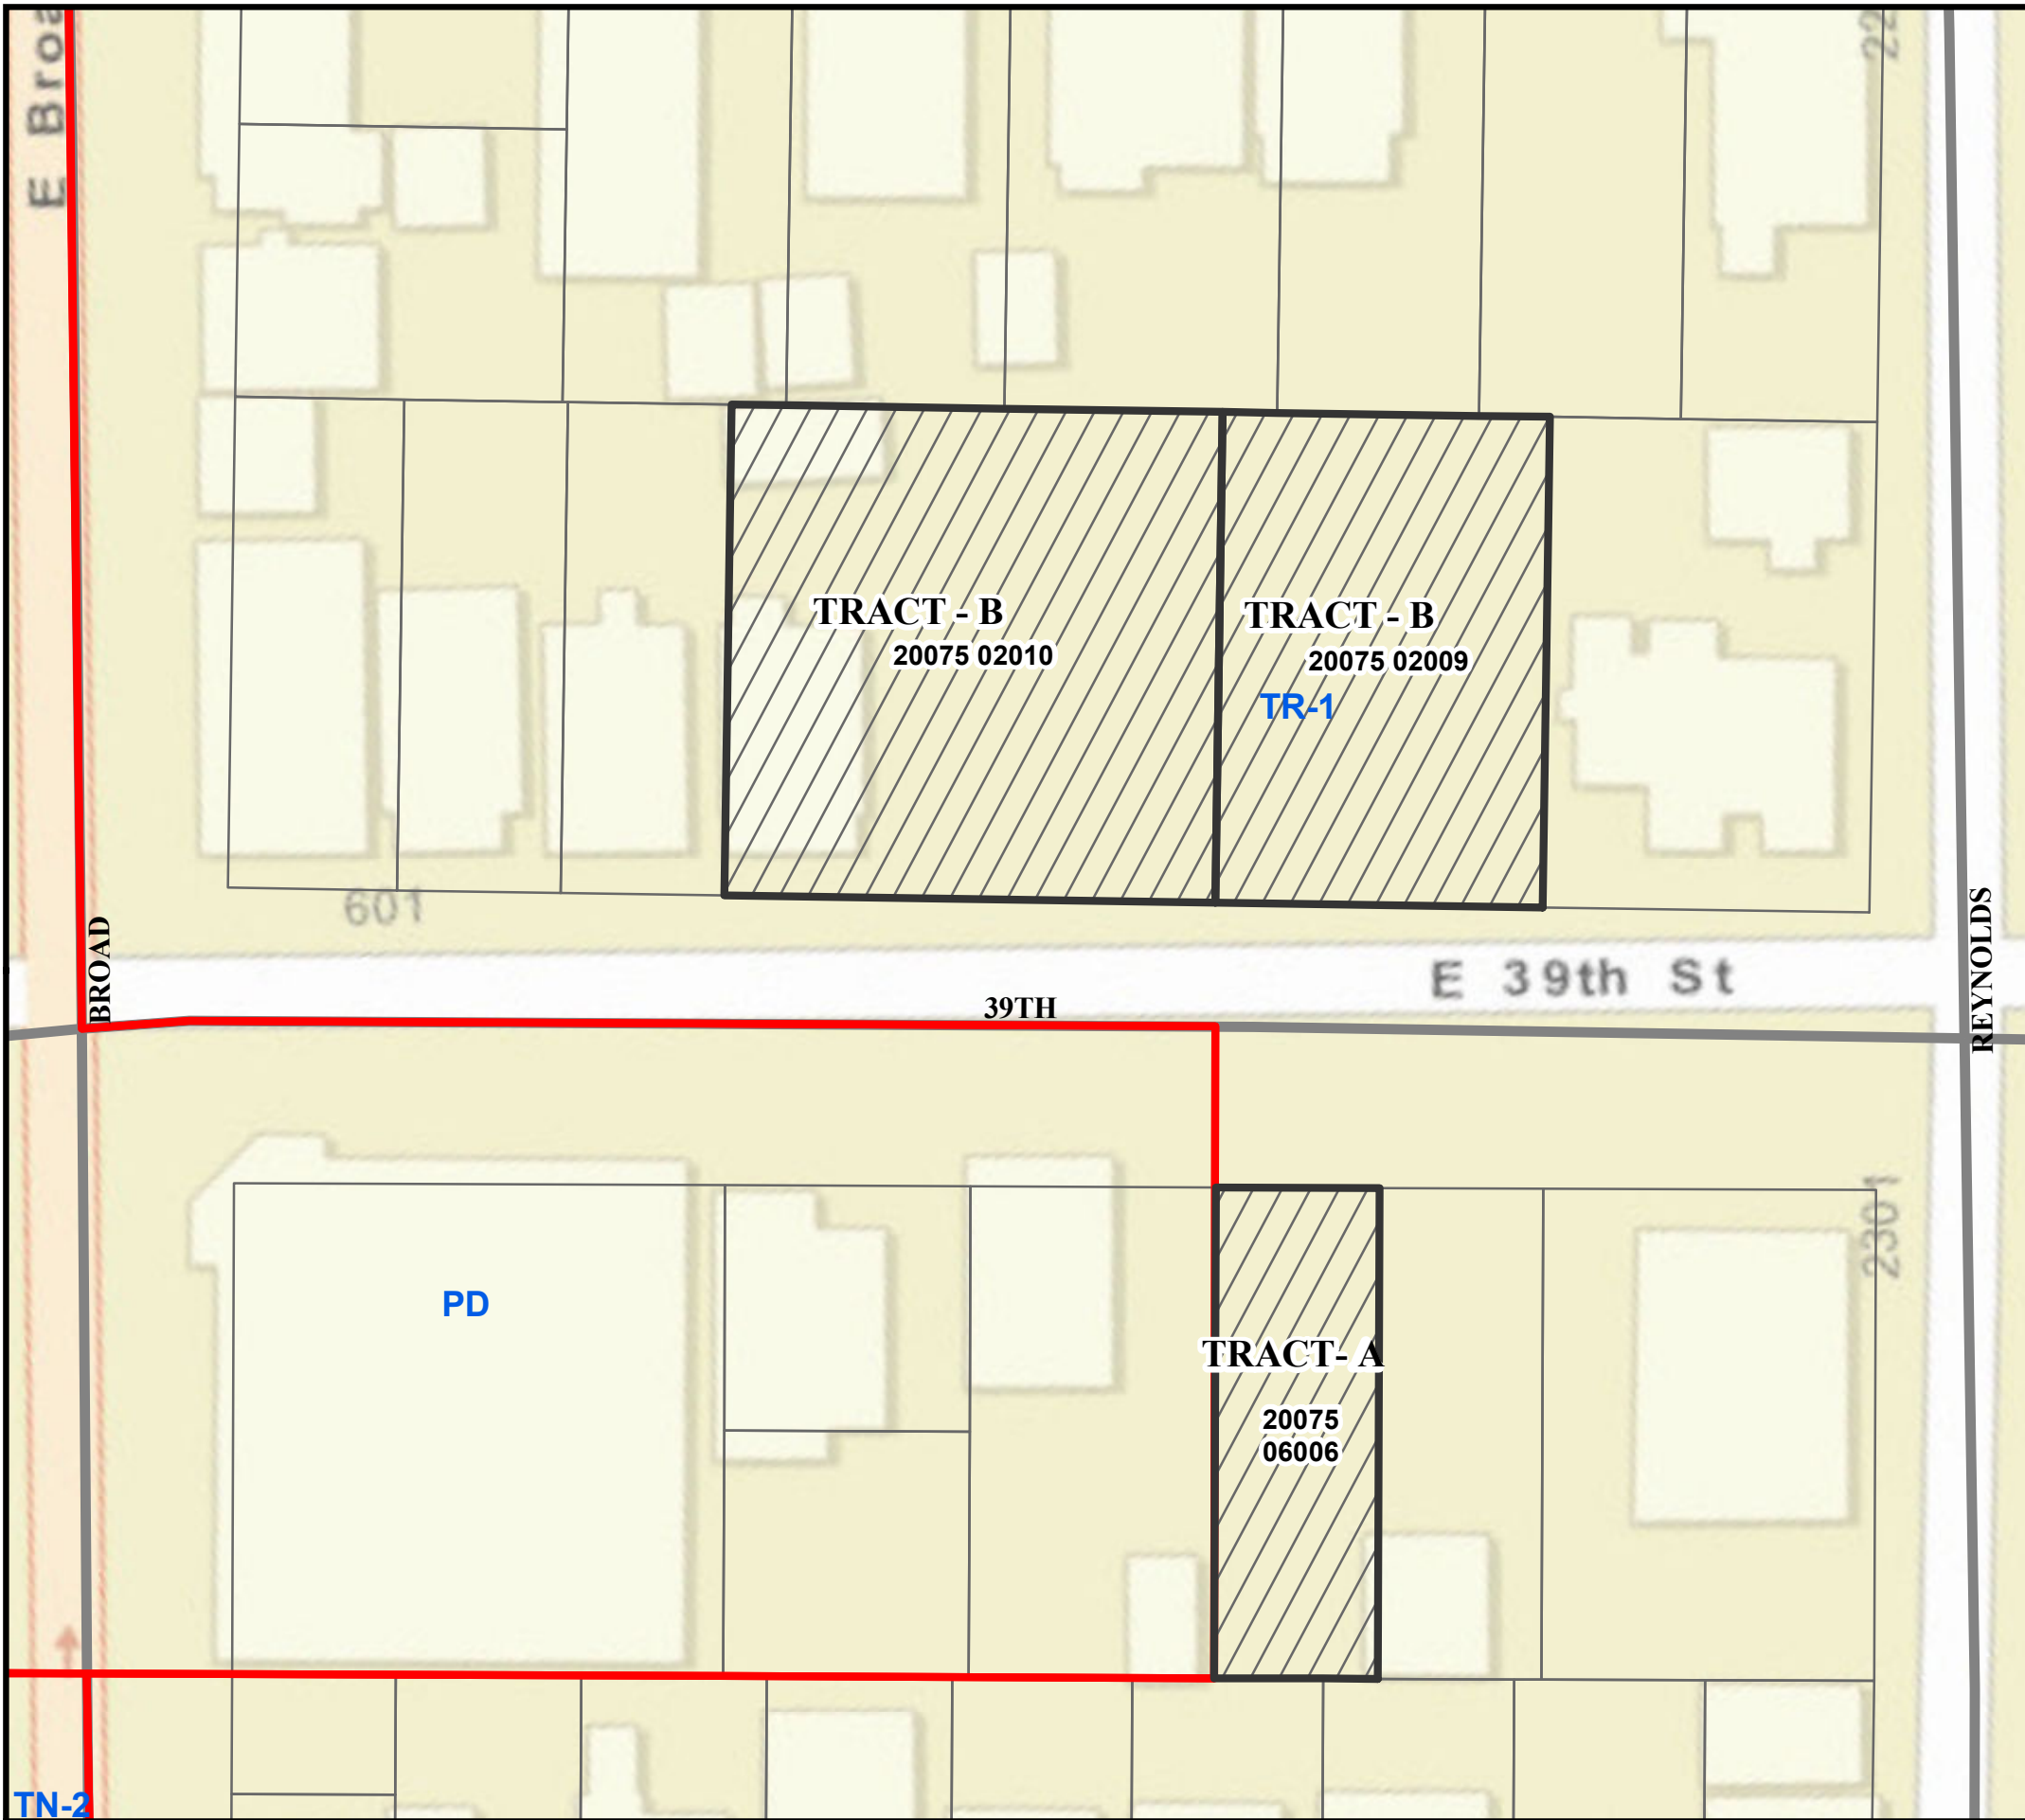 E Broa
22
TRACT - B
20075 02010
TRACT - B
20075 02009
TR-1
601
BROAD
REYNOLDS
E 39th St
39TH
2301
PD
TRACT- A
20075
06006
TN-2